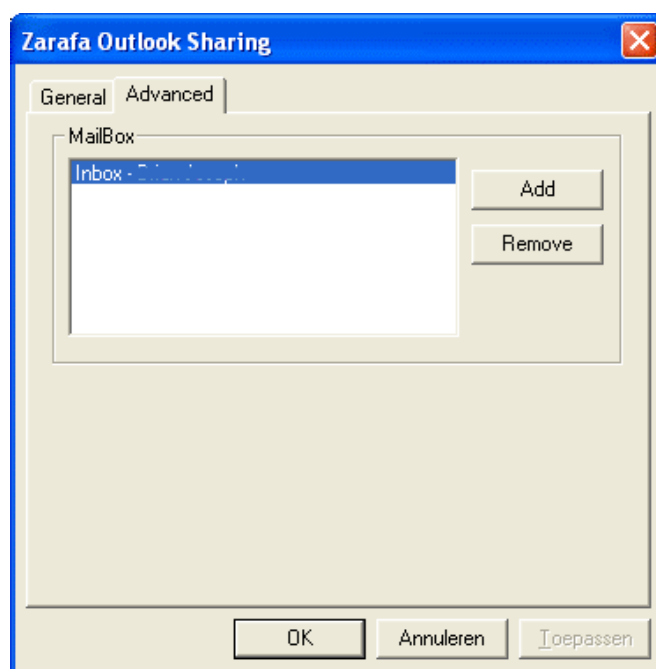 Zarafa Outlook Sharing
General Advanced
MailBox
Inbox -
Add
Remove
OK Annuleren Toepassen